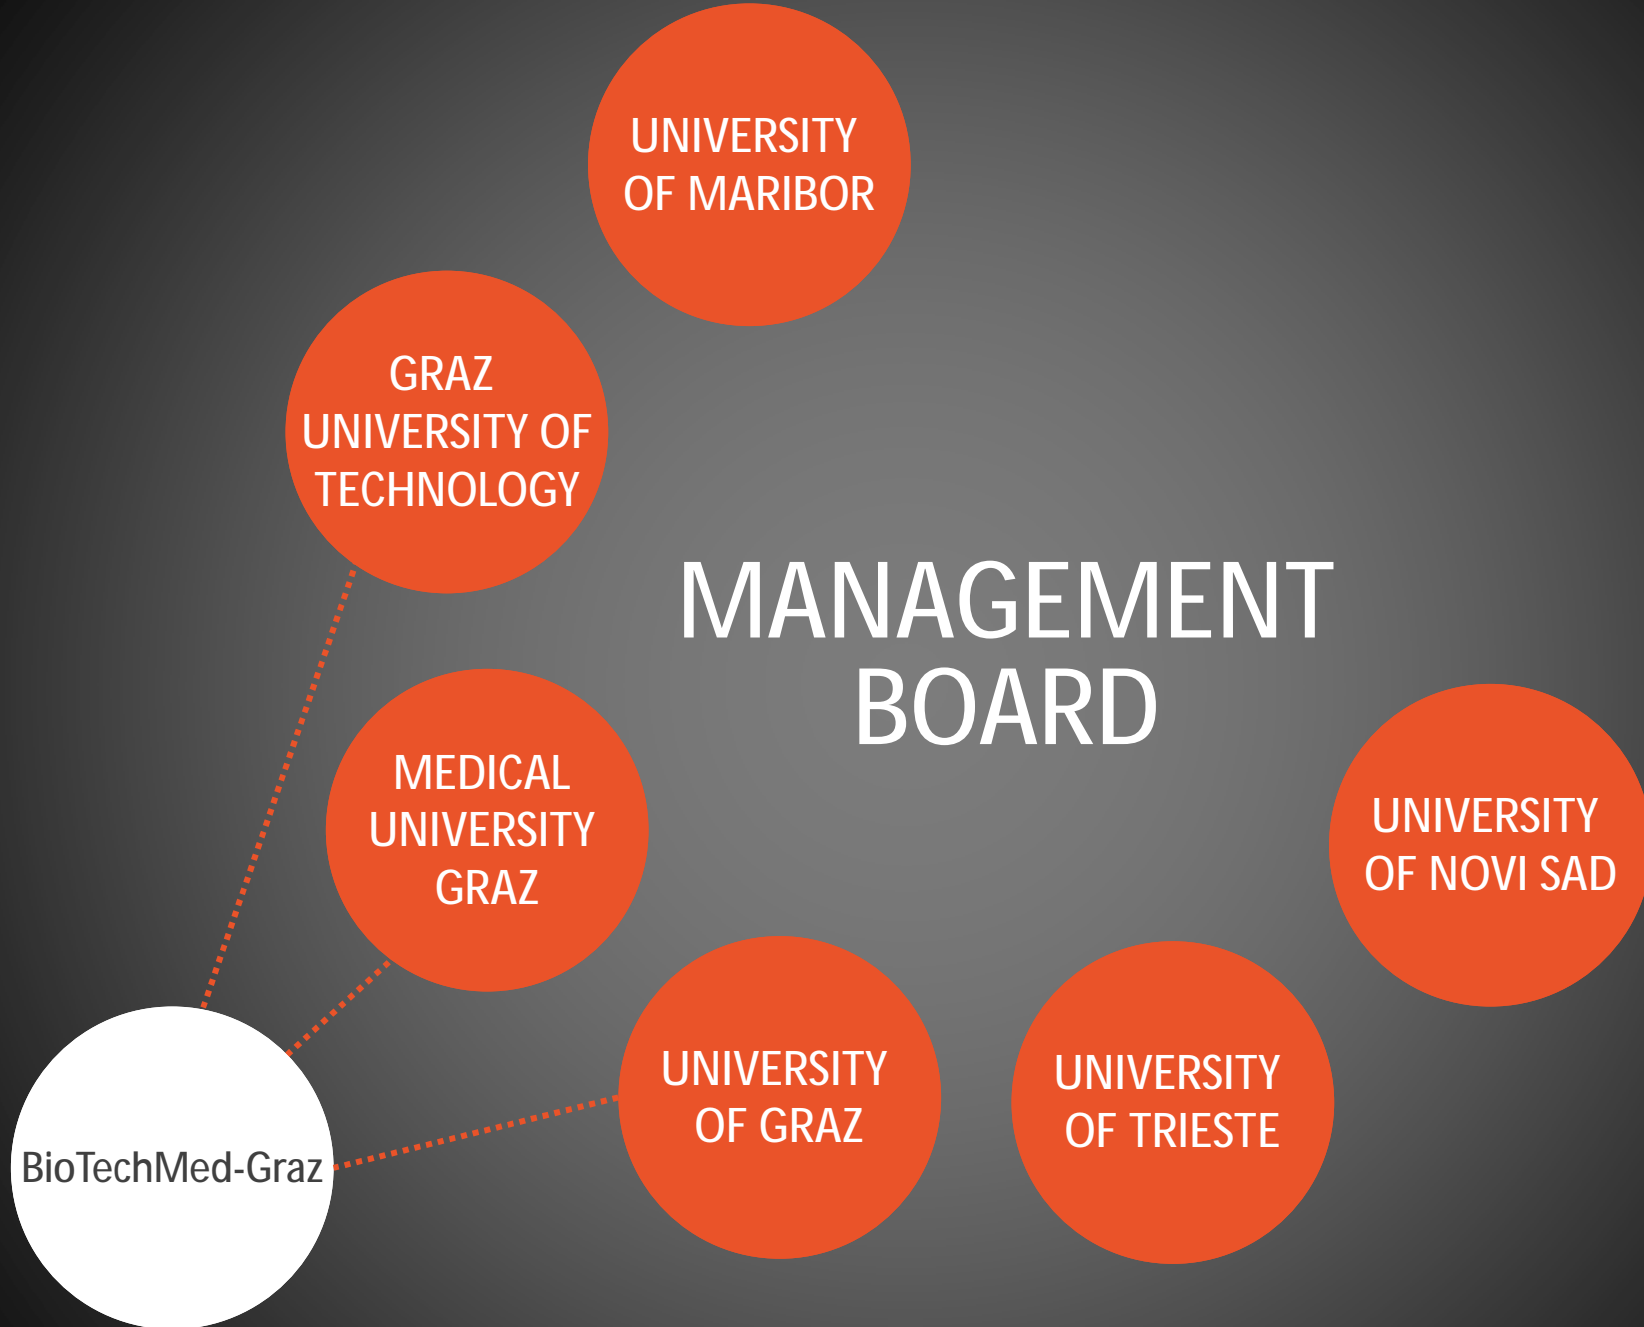 UNIVERSITY
OF MARIBOR
GRAZ
UNIVERSITY OF
TECHNOLOGY
MANAGEMENT
BOARD
MEDICAL
UNIVERSITY
GRAZ
UNIVERSITY
OF NOVI SAD
UNIVERSITY
OF GRAZ
UNIVERSITY
OF TRIESTE
BioTechMed-Graz